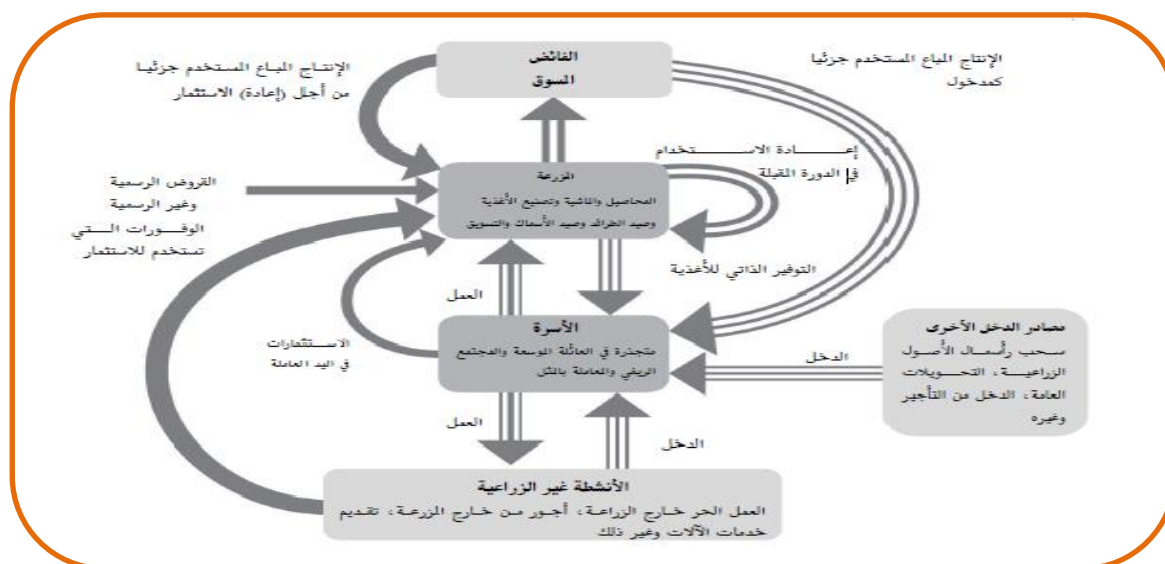 الفائض
السوق
الإنتاج المباع المستخدم جزئيا
كمدخول
الإنتاج المباع المستخدم جزئيا
من أجل (إعادة) الاستثمار
إعادة الاستخدام
في الدورة المقبلة
المزرعة
المحاصيل والماشية وتصنيع الأغذية
وصيد الطرائد وصيد الأسماك والتسويق
القروض الرسمية
وغير الرسمية
الوفورات التي
تستخدم للاستثمار
التوفير الذاتي للأغذية
العمل
الأسرة
متجذرة في العائلة الموسعة والمجتمع
الريفي والمعاملة بالمثل
الاستثمارات
في اليد العاملة
مصادر الدخل الأخرى
سحب رأسمال الأصول
الزراعية، التحويلات
العامة، الدخل من التأجير
وغيره
الدخل
العمل
الدخل
الأنشطة غير الزراعية
العمل الحر خارج الزراعة، أجور من خارج المزرعة، تقديم
خدمات الآلات وغير ذلك